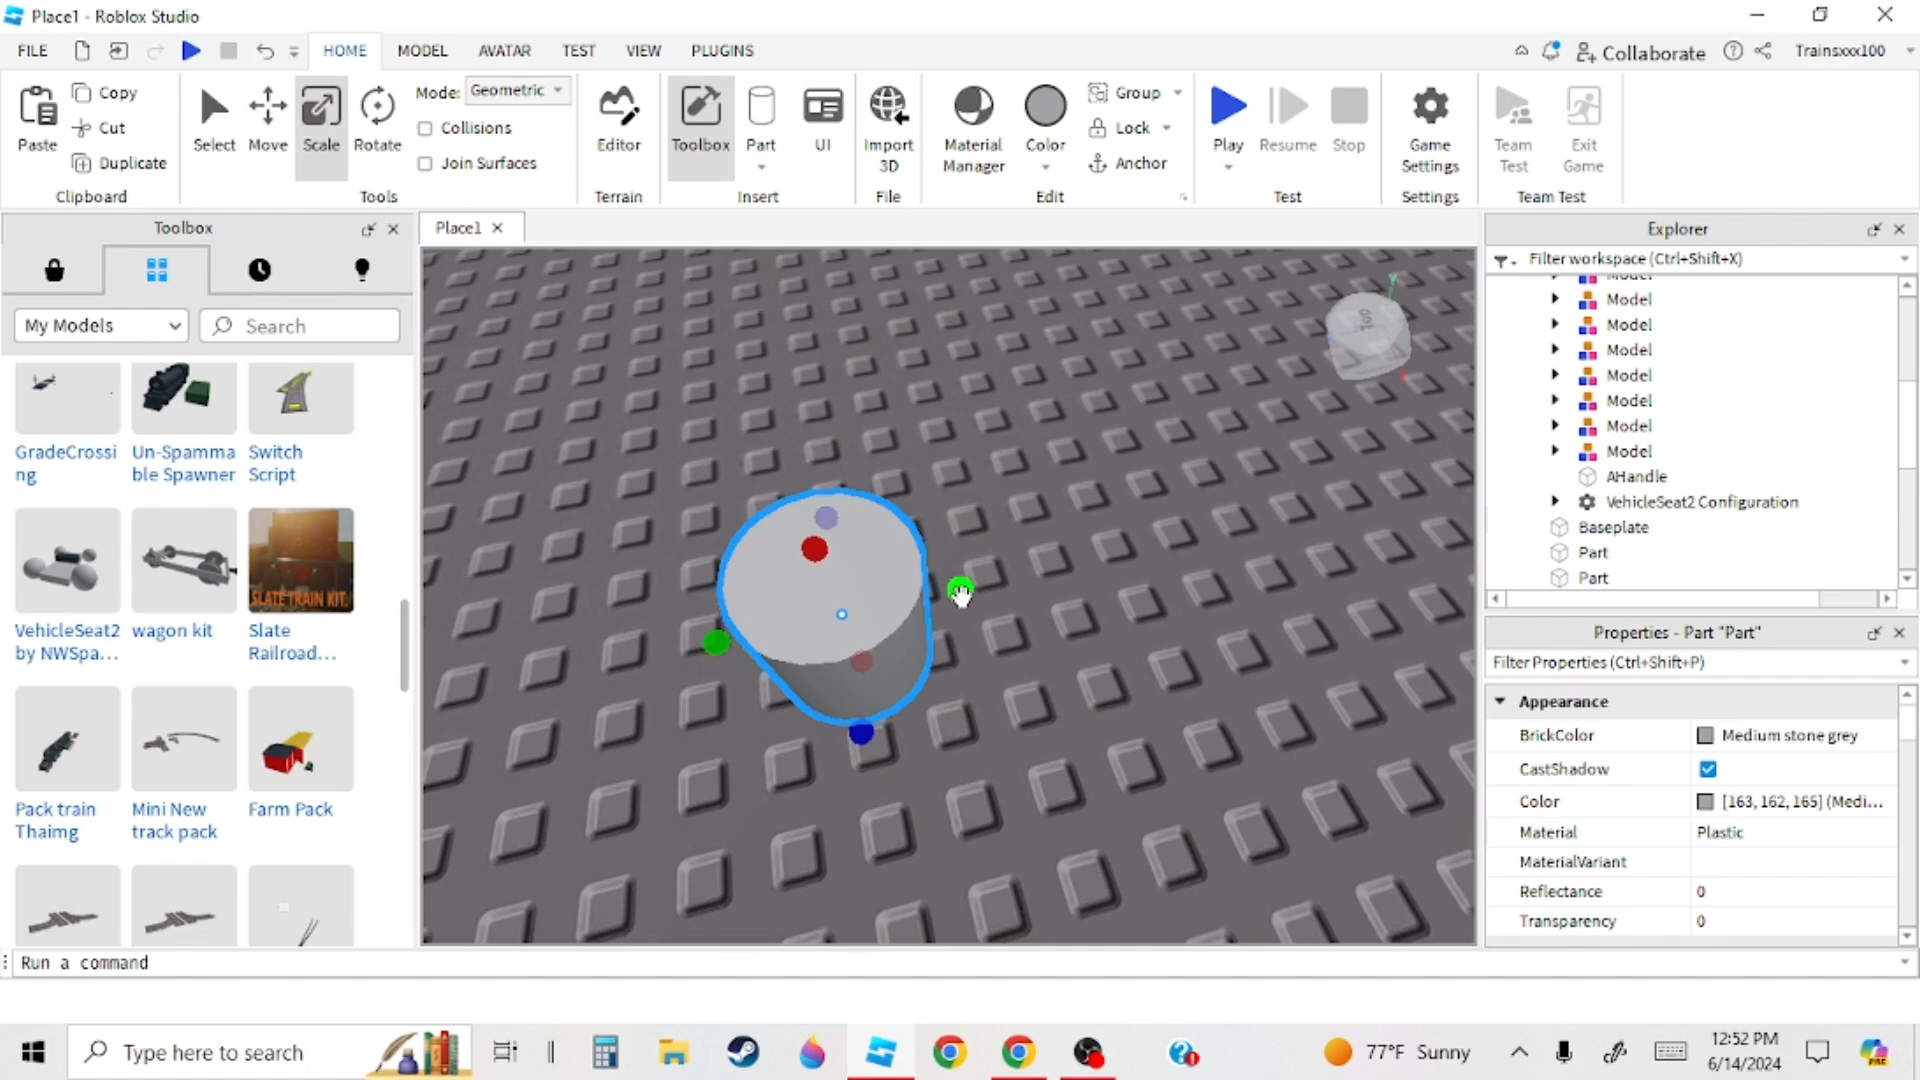 Place1 - Roblox Studio
FILE HOME MODEL AVATAR TEST VIEW PLUGINS Collaborate Trainsxxx100
Paste Copy Cut Duplicate
Select Move Scale Rotate
Mode: Geometric
Collisions
Join Surfaces
Editor Toolbox Part UI Import 3D
Material Manager Color Group Lock Anchor
Play Resume Stop Game Settings Team Test Exit Game
Clipboard Tools Terrain Insert File Edit Test Settings Team Test
Toolbox
My Models Search
GradeCrossi
ng
Un-Spamma
ble Spawner
Switch
Script
SLATE TRAIN KIT.
VehicleSeat2
by NWSpa...
wagon kit
Slate
Railroad...
Pack train
Thaimg
Mini New
track pack
Farm Pack
Place1
Top
Y
Explorer
Filter workspace (Ctrl+Shift+X)
Model
Model
Model
Model
Model
Model
Model
Model
AHandle
VehicleSeat2 Configuration
Baseplate
Part
Part
Properties - Part "Part"
Filter Properties (Ctrl+Shift+P)
Appearance
BrickColor Medium stone grey
CastShadow
Color [163, 162, 165] (Medi...
Material Plastic
MaterialVariant
Reflectance 0
Transparency 0
Run a command
Type here to search
77°F Sunny
12:52 PM
6/14/2024
PRE